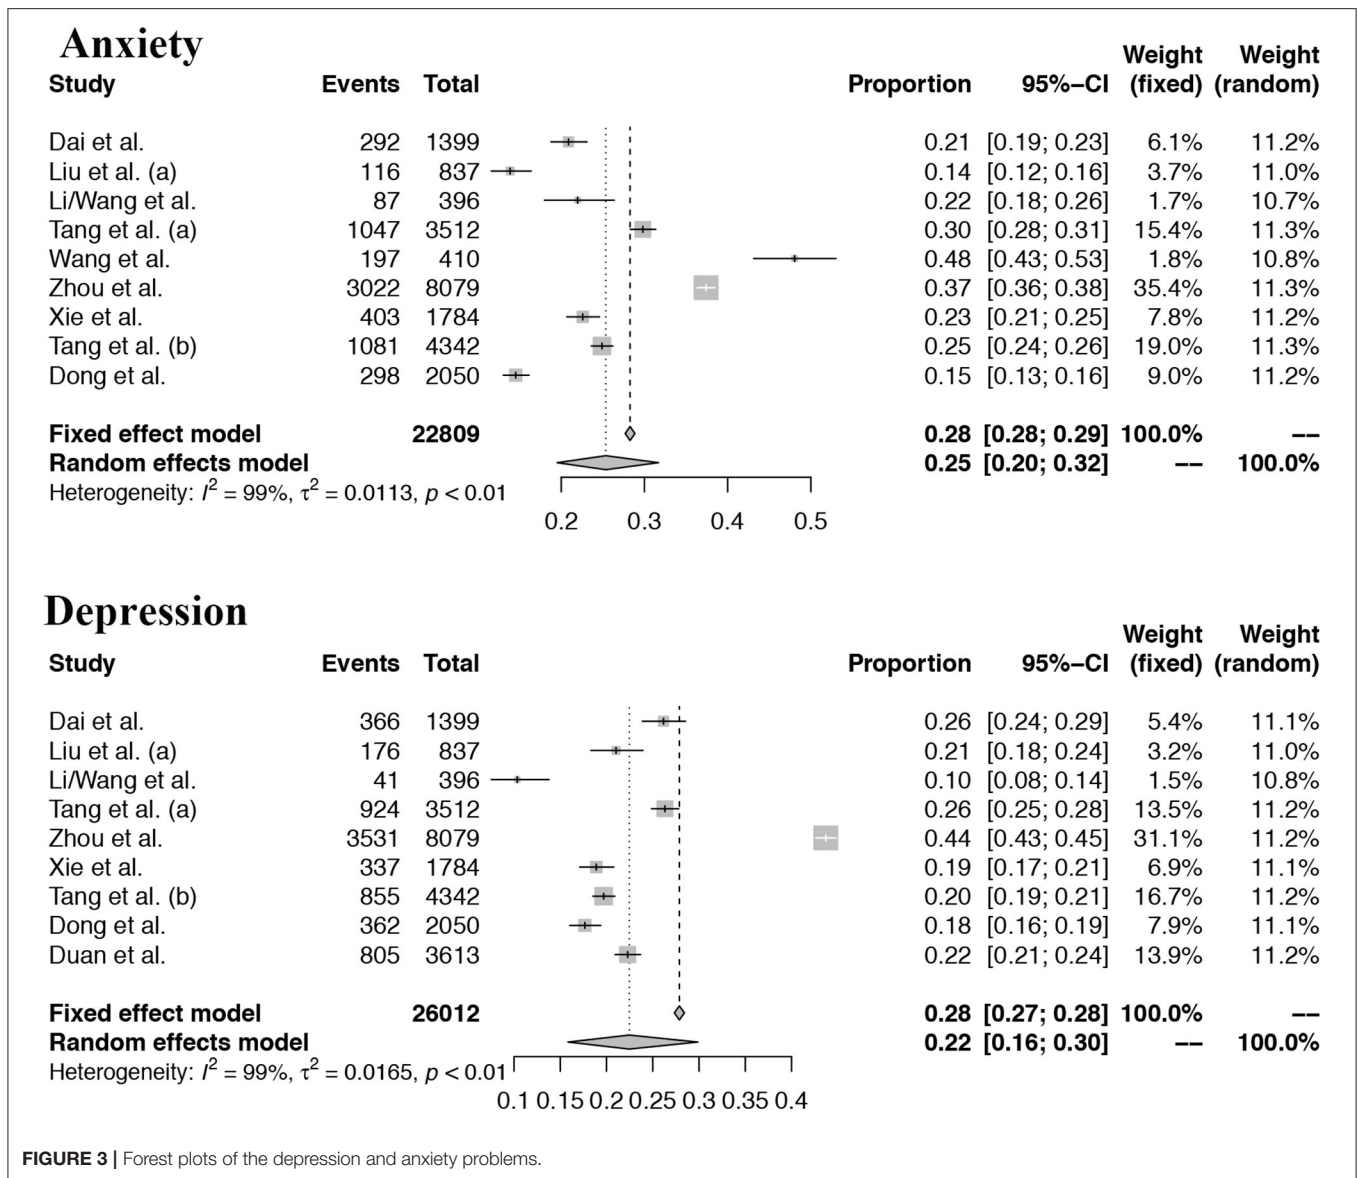 Anxiety
Weight Weight
Study Events Total Proportion 95%−CI (fixed) (random)
Dai et al. 292 1399 0.21 [0.19; 0.23] 6.1% 11.2%
Liu et al. (a) 116 837 0.14 [0.12; 0.16] 3.7% 11.0%
Li/Wang et al. 87 396 0.22 [0.18; 0.26] 1.7% 10.7%
Tang et al. (a) 1047 3512 0.30 [0.28; 0.31] 15.4% 11.3%
Wang et al. 197 410 0.48 [0.43; 0.53] 1.8% 10.8%
Zhou et al. 3022 8079 0.37 [0.36; 0.38] 35.4% 11.3%
Xie et al. 403 1784 0.23 [0.21; 0.25] 7.8% 11.2%
Tang et al. (b) 1081 4342 0.25 [0.24; 0.26] 19.0% 11.3%
Dong et al. 298 2050 0.15 [0.13; 0.16] 9.0% 11.2%
Fixed effect model 22809 0.28 [0.28; 0.29] 100.0% −−
Random effects model 0.25 [0.20; 0.32] −− 100.0%
Heterogeneity: I² = 99%, τ² = 0.0113, p < 0.01
0.2 0.3 0.4 0.5
Depression
Weight Weight
Study Events Total Proportion 95%−CI (fixed) (random)
Dai et al. 366 1399 0.26 [0.24; 0.29] 5.4% 11.1%
Liu et al. (a) 176 837 0.21 [0.18; 0.24] 3.2% 11.0%
Li/Wang et al. 41 396 0.10 [0.08; 0.14] 1.5% 10.8%
Tang et al. (a) 924 3512 0.26 [0.25; 0.28] 13.5% 11.2%
Zhou et al. 3531 8079 0.44 [0.43; 0.45] 31.1% 11.2%
Xie et al. 337 1784 0.19 [0.17; 0.21] 6.9% 11.1%
Tang et al. (b) 855 4342 0.20 [0.19; 0.21] 16.7% 11.2%
Dong et al. 362 2050 0.18 [0.16; 0.19] 7.9% 11.1%
Duan et al. 805 3613 0.22 [0.21; 0.24] 13.9% 11.2%
Fixed effect model 26012 0.28 [0.27; 0.28] 100.0% −−
Random effects model 0.22 [0.16; 0.30] −− 100.0%
Heterogeneity: I² = 99%, τ² = 0.0165, p < 0.01
0.1 0.15 0.2 0.25 0.3 0.35 0.4
FIGURE 3 | Forest plots of the depression and anxiety problems.